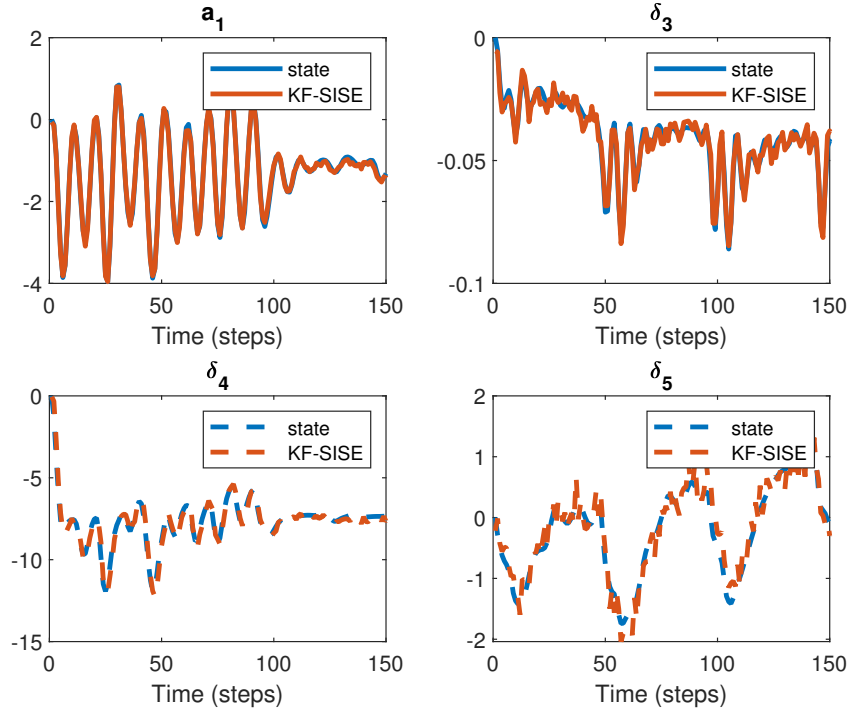 a1
2
0
-2
-4
0
50
100
150
Time (steps)
state
KF-SISE
δ3
0
-0.05
-0.1
0
50
100
150
Time (steps)
state
KF-SISE
δ4
0
-5
-10
-15
0
50
100
150
Time (steps)
state
KF-SISE
δ5
2
1
0
-1
-2
0
50
100
150
Time (steps)
state
KF-SISE